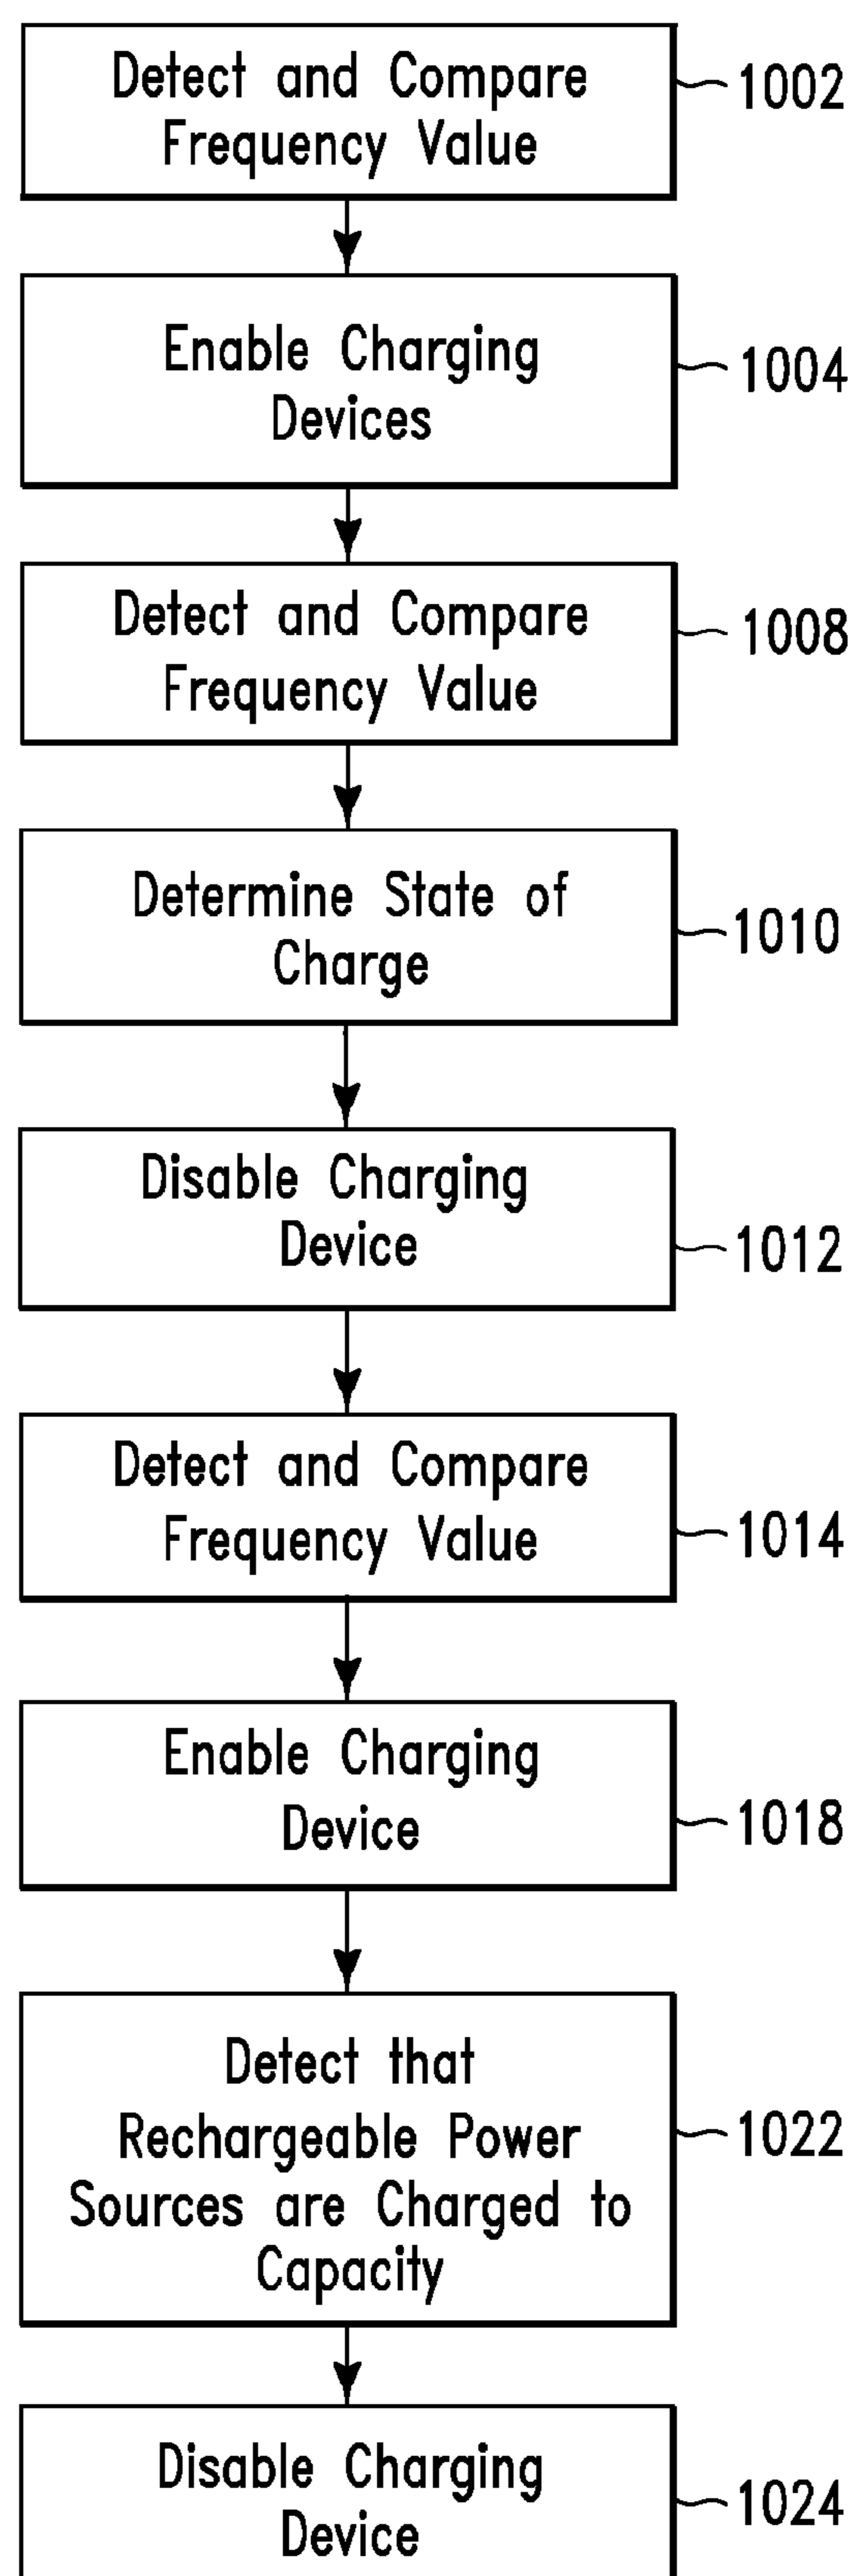 Detect and Compare
Frequency Value
1002
Enable Charging
Devices
1004
Detect and Compare
Frequency Value
1008
Determine State of
Charge
1010
Disable Charging
Device
1012
Detect and Compare
Frequency Value
1014
Enable Charging
Device
1018
Detect that
Rechargeable Power
Sources are Charged to
Capacity
1022
Disable Charging
Device
1024